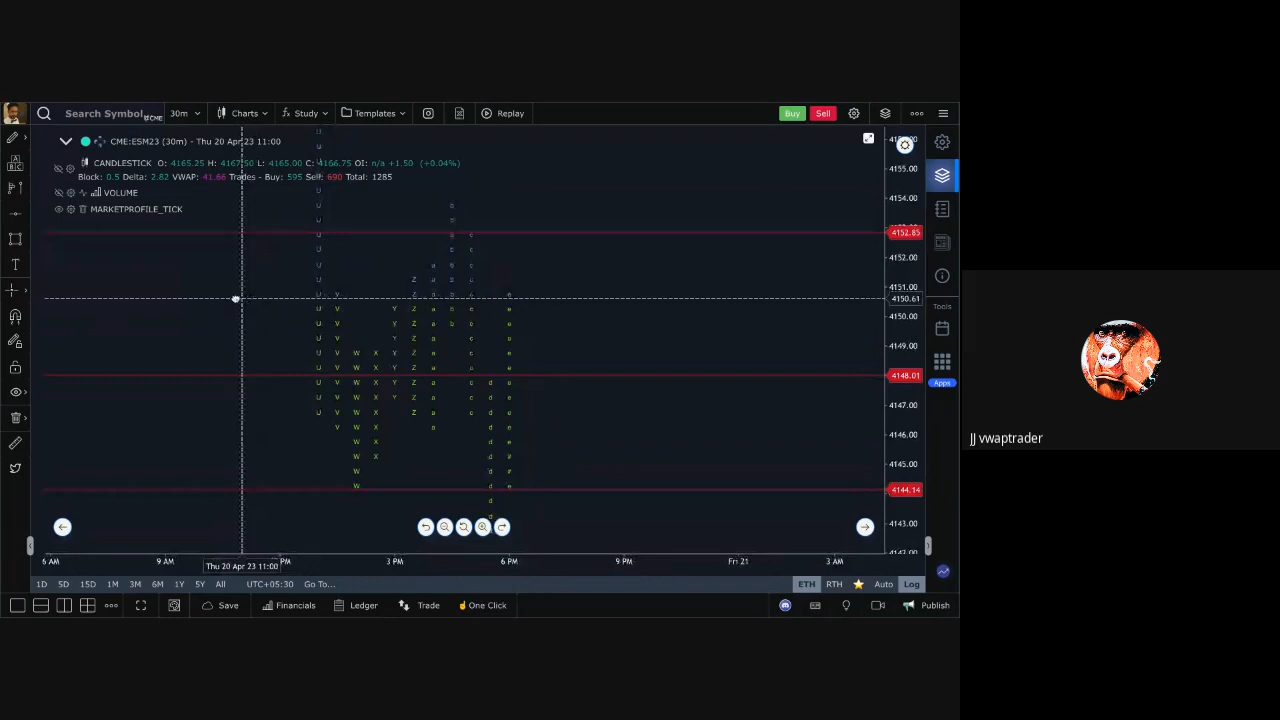 Search Symbol CME 30m Charts Study Templates Replay Buy Sell
CME:ESM23 (30m) - Thu 20 Apr 23 11:00
CANDLESTICK O: 4165.25 H: 4167.50 L: 4165.00 C: 4166.75 OI: n/a +1.50 (+0.04%)
Block: 0.5 Delta: 2.82 VWAP: 41.66 Trades - Buy: 595 Sell: 690 Total: 1285
VOLUME
MARKETPROFILE_TICK
4155.00
4154.00
4152.85
4152.00
4151.00
4150.61
4150.00
4149.00
4148.01
4147.00
4146.00
4145.00
4144.14
4143.00
Tools
Apps
JJ vwaptrader
6 AM 9 AM PM 3 PM 6 PM 9 PM Fri 21 3 AM
Thu 20 Apr 23 11:00
1D 5D 15D 1M 3M 6M 1Y 5Y All UTC+05:30 Go To... ETH RTH Auto Log
Save Financials Ledger Trade One Click Publish